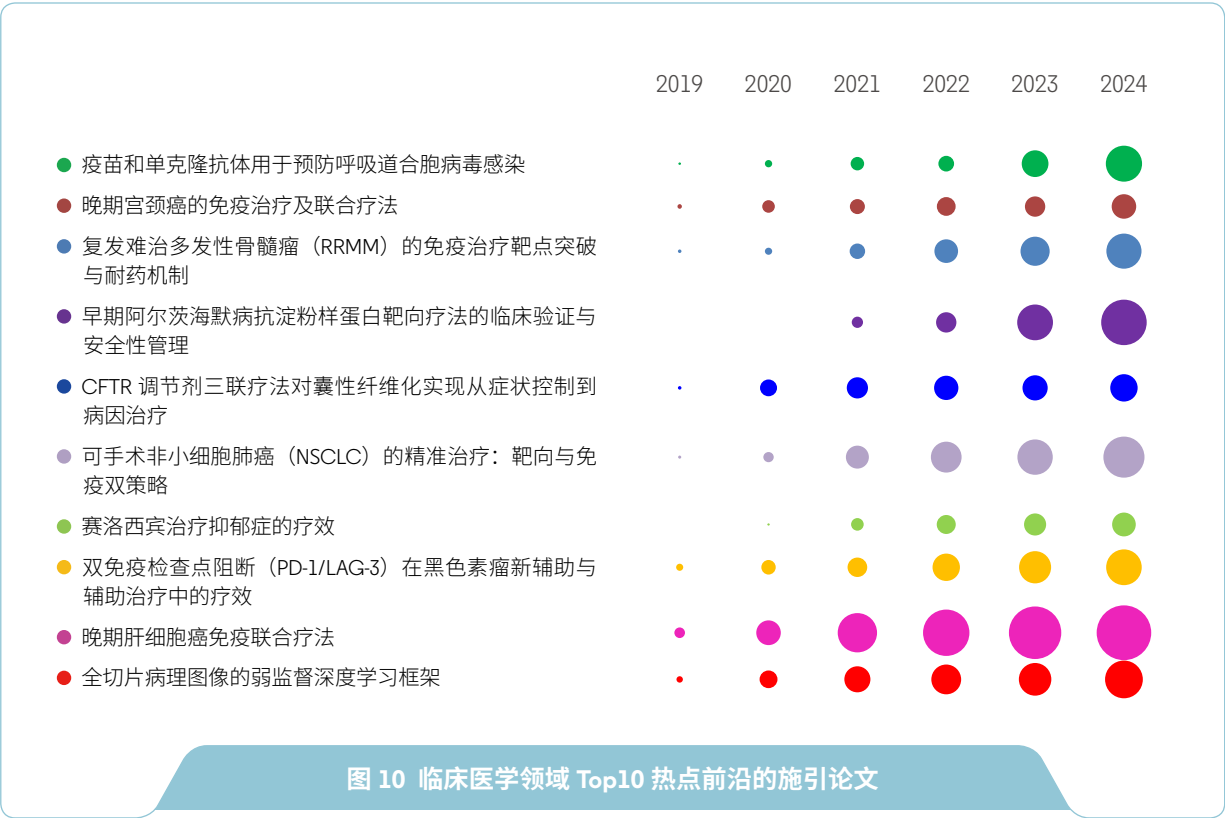 2019 2020 2021 2022 2023 2024
疫苗和单克隆抗体用于预防呼吸道合胞病毒感染
晚期宫颈癌的免疫治疗及联合疗法
复发难治多发性骨髓瘤（RRMM）的免疫治疗靶点突破
与耐药机制
早期阿尔茨海默病抗淀粉样蛋白靶向疗法的临床验证与
安全性管理
CFTR 调节剂三联疗法对囊性纤维化实现从症状控制到
病因治疗
可手术非小细胞肺癌（NSCLC）的精准治疗：靶向与免
疫双策略
赛洛西宾治疗抑郁症的疗效
双免疫检查点阻断（PD-1/LAG-3）在黑色素瘤新辅助与
辅助治疗中的疗效
晚期肝细胞癌免疫联合疗法
全切片病理图像的弱监督深度学习框架
图 10 临床医学领域 Top10 热点前沿的施引论文